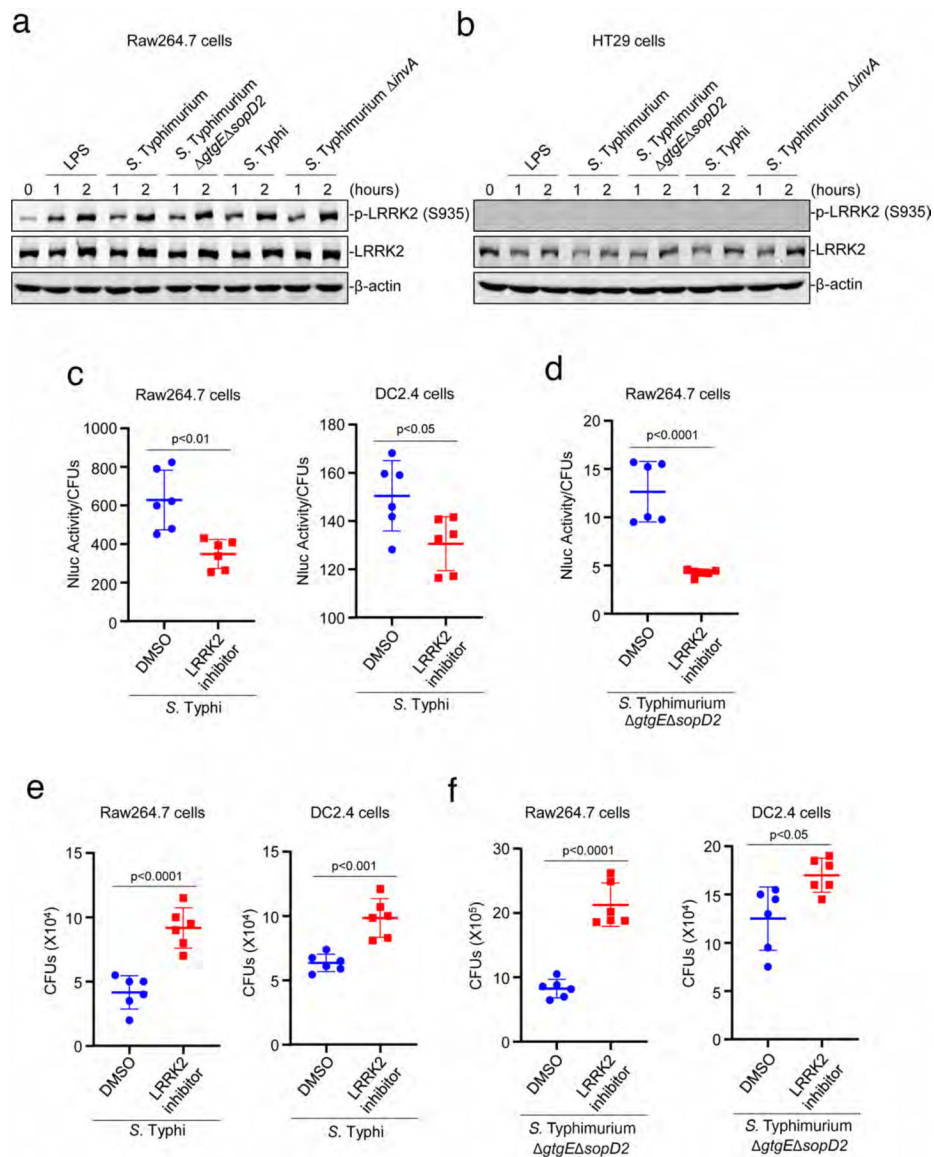 a
Raw264.7 cells
LPS
S. Typhimurium
S. Typhimurium
ΔgtgEΔsopD2
S. Typhi
S. Typhimurium ΔinvA
0 1 2 1 2 1 2 1 2 1 2 (hours)
-p-LRRK2 (S935)
-LRRK2
-β-actin
b
HT29 cells
LPS
S. Typhimurium
S. Typhimurium
ΔgtgEΔsopD2
S. Typhi
S. Typhimurium ΔinvA
0 1 2 1 2 1 2 1 2 1 2 (hours)
-p-LRRK2 (S935)
-LRRK2
-β-actin
c
Raw264.7 cells
p<0.01
Nluc Activity/CFUs
1000
800
600
400
200
0
DMSO
LRRK2
inhibitor
S. Typhi
DC2.4 cells
p<0.05
Nluc Activity/CFUs
180
160
140
120
100
DMSO
LRRK2
inhibitor
S. Typhi
d
Raw264.7 cells
p<0.0001
Nluc Activity/CFUs
20
15
10
5
0
DMSO
LRRK2
inhibitor
S. Typhimurium
ΔgtgEΔsopD2
e
Raw264.7 cells
p<0.0001
CFUs (X10⁴)
15
10
5
0
DMSO
LRRK2
inhibitor
S. Typhi
DC2.4 cells
p<0.001
CFUs (X10⁴)
15
10
5
0
DMSO
LRRK2
inhibitor
S. Typhi
f
Raw264.7 cells
p<0.0001
CFUs (X10⁵)
30
20
10
0
DMSO
LRRK2
inhibitor
S. Typhimurium
ΔgtgEΔsopD2
DC2.4 cells
p<0.05
CFUs (X10⁴)
20
15
10
5
0
DMSO
LRRK2
inhibitor
S. Typhimurium
ΔgtgEΔsopD2